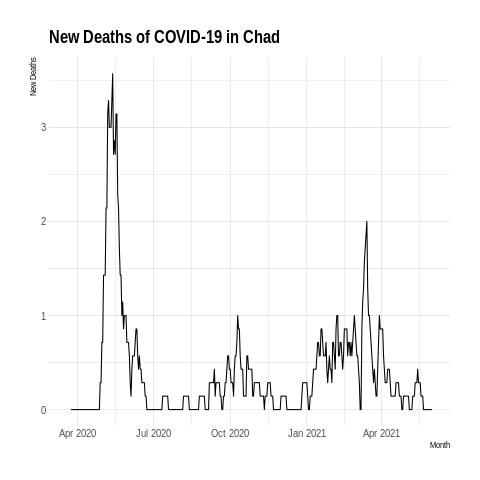 New Deaths of COVID-19 in Chad
New Deaths
3
2
1
0
Apr 2020 Jul 2020 Oct 2020 Jan 2021 Apr 2021
Month